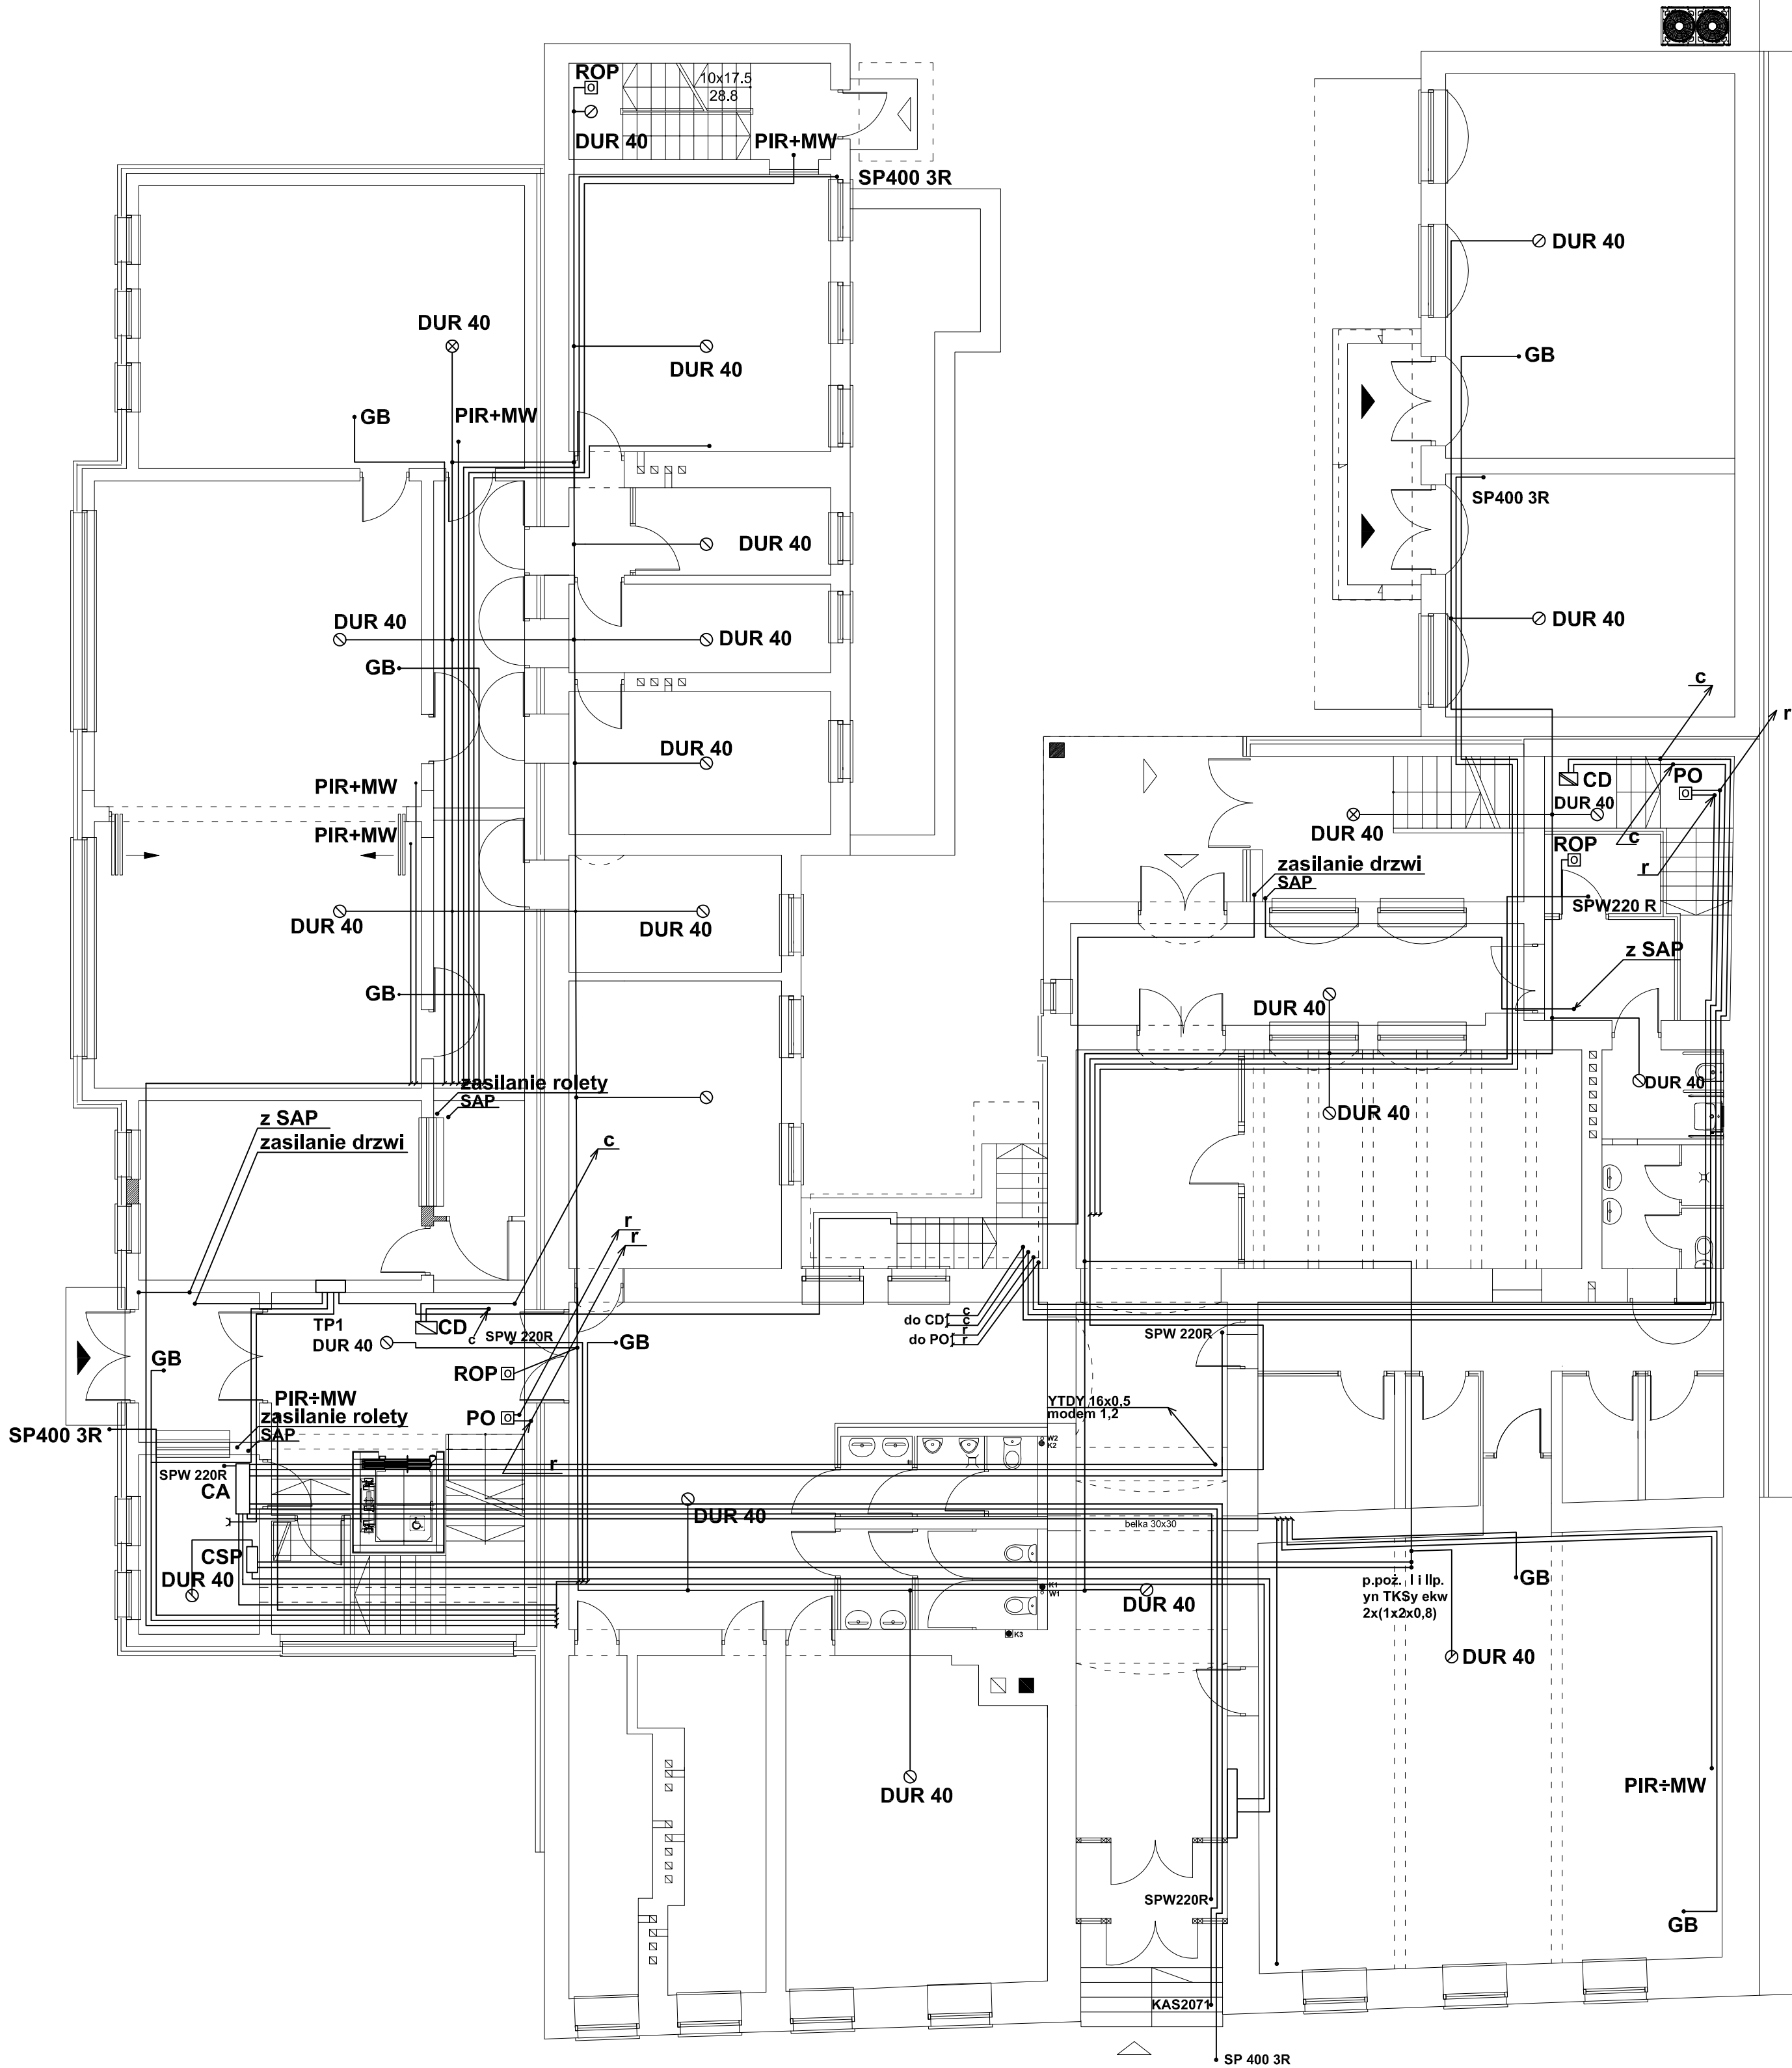 ROP
10x17.5
28.8
DUR 40
PIR+MW
SP400 3R
DUR 40
DUR 40
DUR 40
GB
DUR 40
GB
PIR+MW
SP400 3R
DUR 40
DUR 40
DUR 40
DUR 40
GB
c
r
DUR 40
PIR+MW
CD
PO
DUR 40
PIR+MW
DUR 40
c
ROP
zasilanie drzwi
SAP
r
SPW220 R
DUR 40
DUR 40
z SAP
GB
DUR 40
zasilanie rolety
SAP
DUR 40
DUR 40
z SAP
zasilanie drzwi
c
r
r
TP1
CD
c
SPW 220R
DUR 40
GB
do CD
c
c
do PO
r
r
SPW 220R
GB
ROP
PIR÷MW
zasilanie rolety
SAP
PO
YTDY 16x0,5
modem 1,2
SP400 3R
W2
K2
r
SPW 220R
CA
DUR 40
belka 30x30
CSP
DUR 40
K1
W1
DUR 40
p.poż. I i IIp.
yn TKSy ekw
2x(1x2x0,8)
GB
K3
DUR 40
DUR 40
PIR÷MW
SPW220R
GB
KAS2071
SP 400 3R